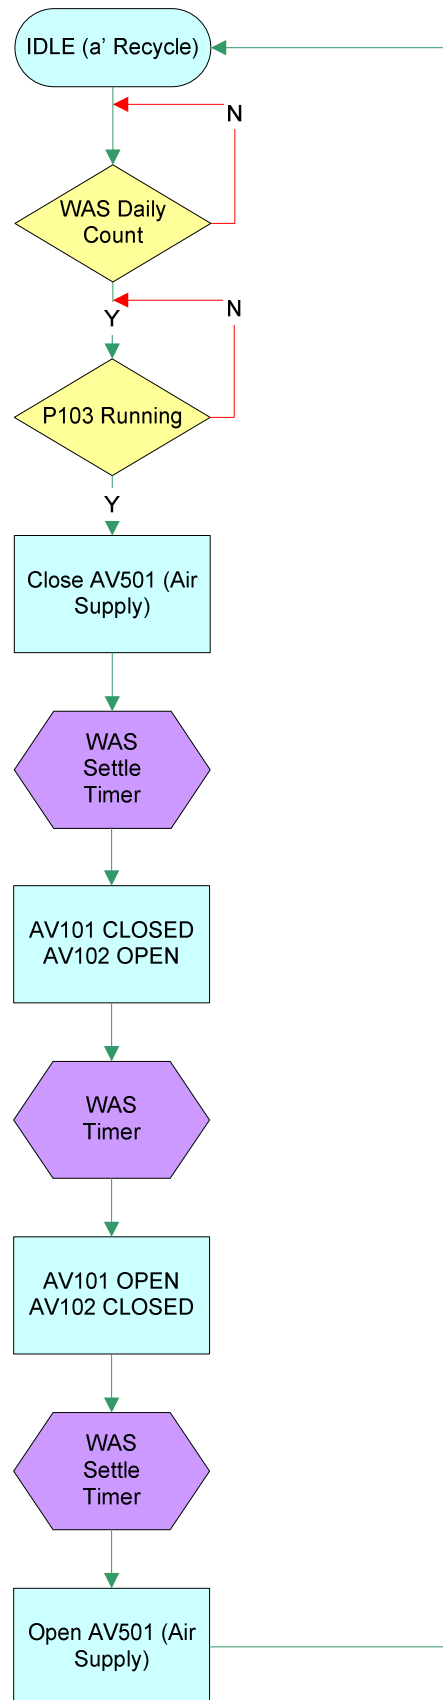 IDLE (a’ Recycle)
N
WAS Daily
Count
N
Y
P103 Running
Y
Close AV501 (Air
Supply)
WAS
Settle
Timer
AV101 CLOSED
AV102 OPEN
WAS
Timer
AV101 OPEN
AV102 CLOSED
WAS
Settle
Timer
Open AV501 (Air
Supply)